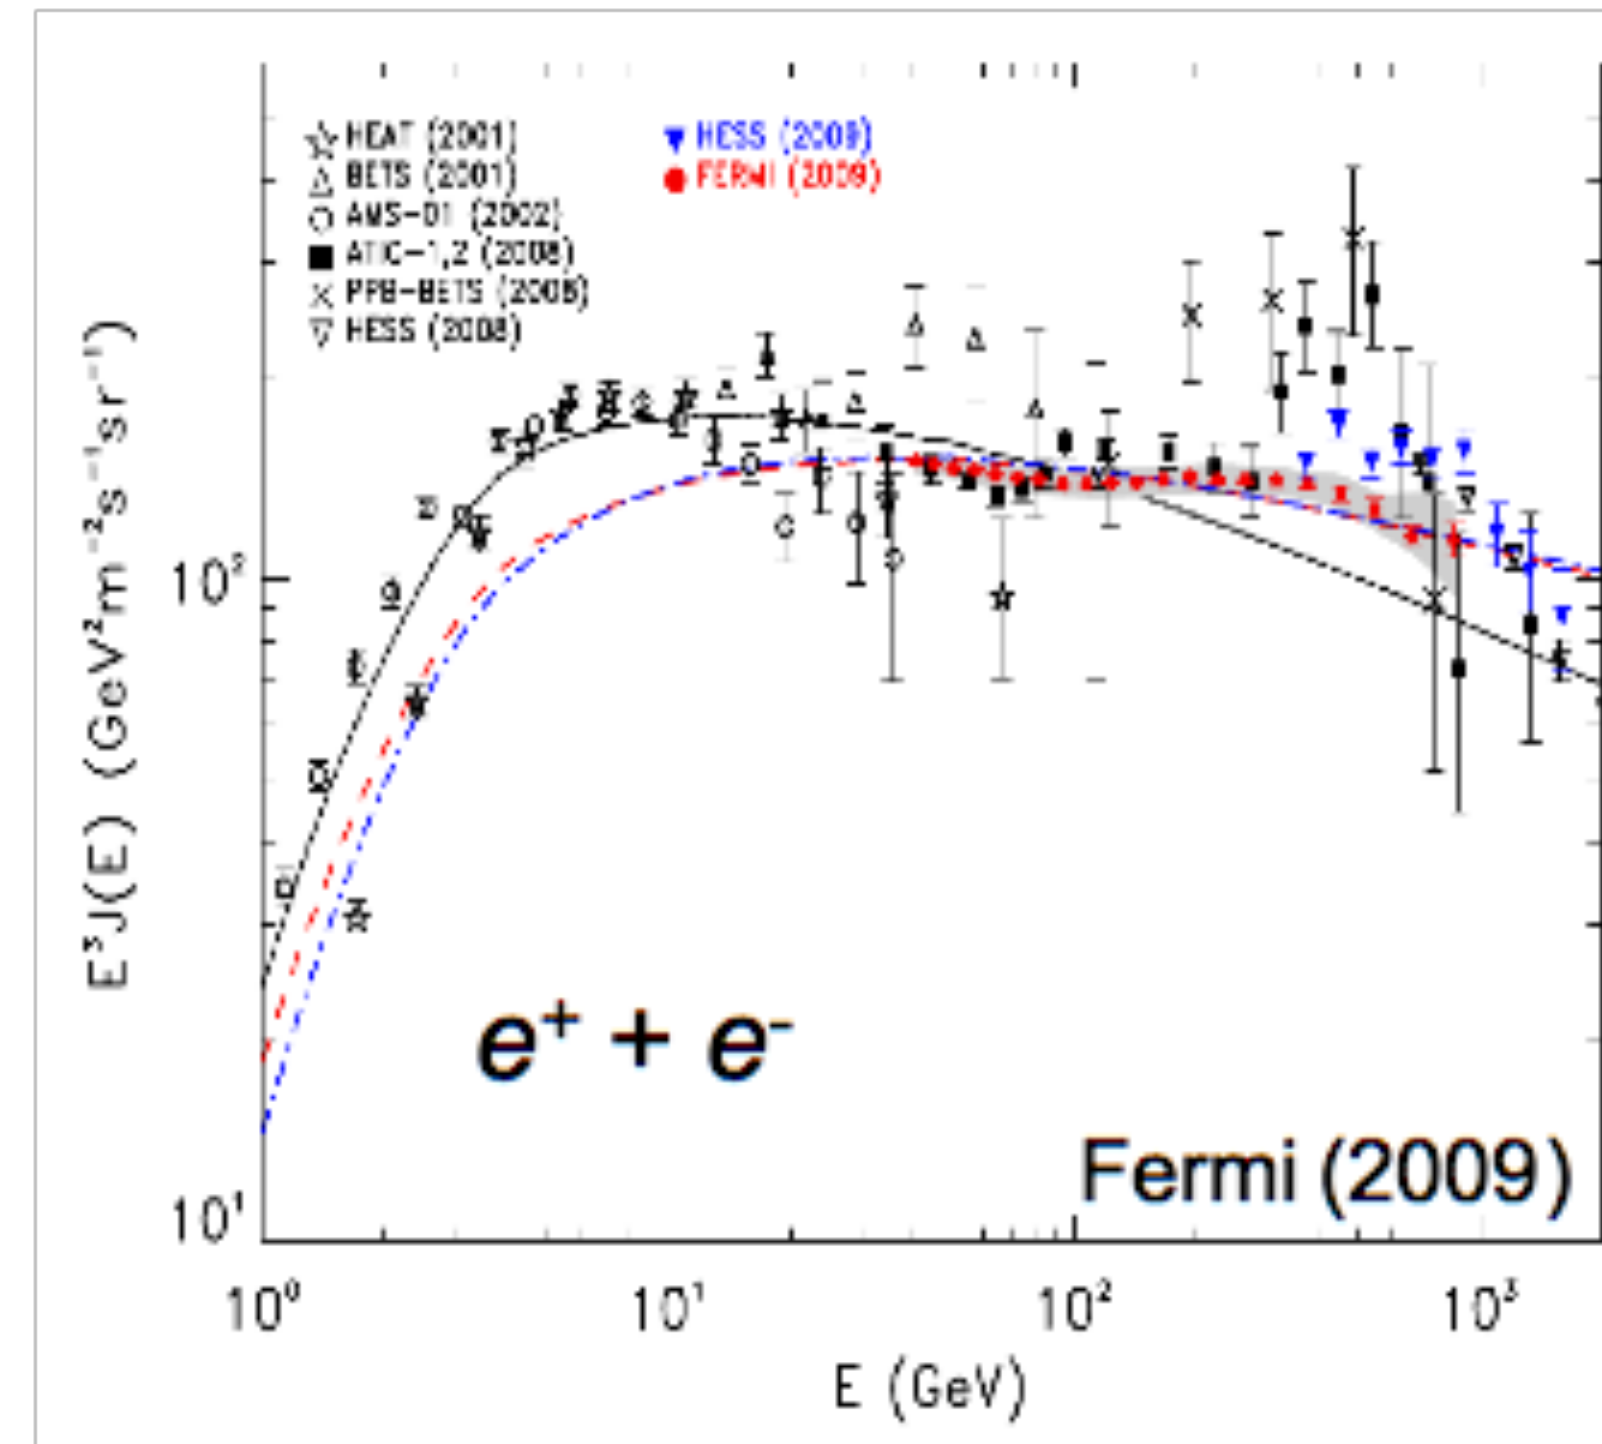 HEAT (2001)
BETS (2001)
AMS-01 (2002)
ATIC-1,2 (2008)
PPB-BETS (2008)
HESS (2008)
HESS (2009)
FERMI (2009)
E³J(E) (GeV²m⁻²s⁻¹sr⁻¹)
10²
10¹
e⁺ + e⁻
Fermi (2009)
10⁰ 10¹ 10² 10³
E (GeV)